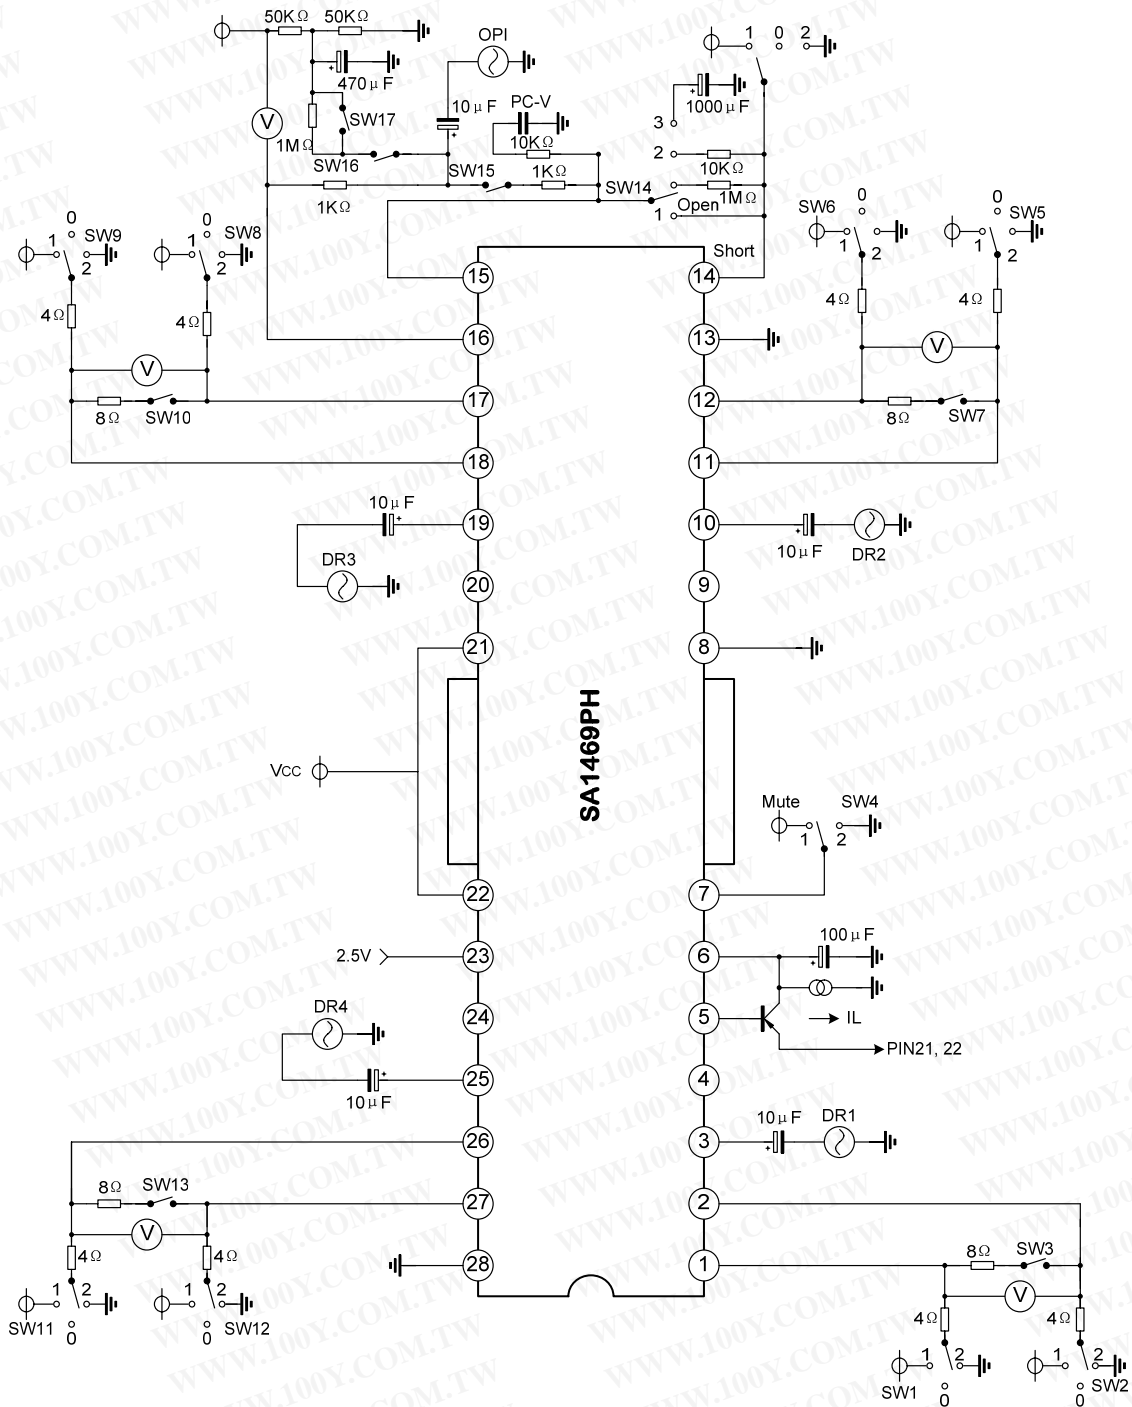 50KΩ 50KΩ
OPI
1 0 2
470μF
10μF PC-V
1000μF
V
SW17
10KΩ
3
1MΩ
2
SW16 SW15
10KΩ
1KΩ SW14
1KΩ
Open 1MΩ
1
0 0
SW9 SW8
1 2 1 2
0 0
SW6 SW5
1 2 1 2
Short
15 14
4Ω 4Ω
4Ω 4Ω
16 13
V V
17 12
8Ω SW10
8Ω SW7
18 11
10μF
19 10
10μF DR2
DR3
20 9
21 8
SA1469PH
VCC
Mute SW4
1 2
22 7
100μF
2.5V
23 6
DR4
24 5
IL
PIN21, 22
25 4
10μF
10μF DR1
26 3
8Ω SW13
27 2
V
4Ω 4Ω
28 1
8Ω SW3
1 2 1 2
V
SW11 0 0 SW12
4Ω 4Ω
1 2 1 2
SW1 0 0 SW2
WWW.100Y.COM.TW